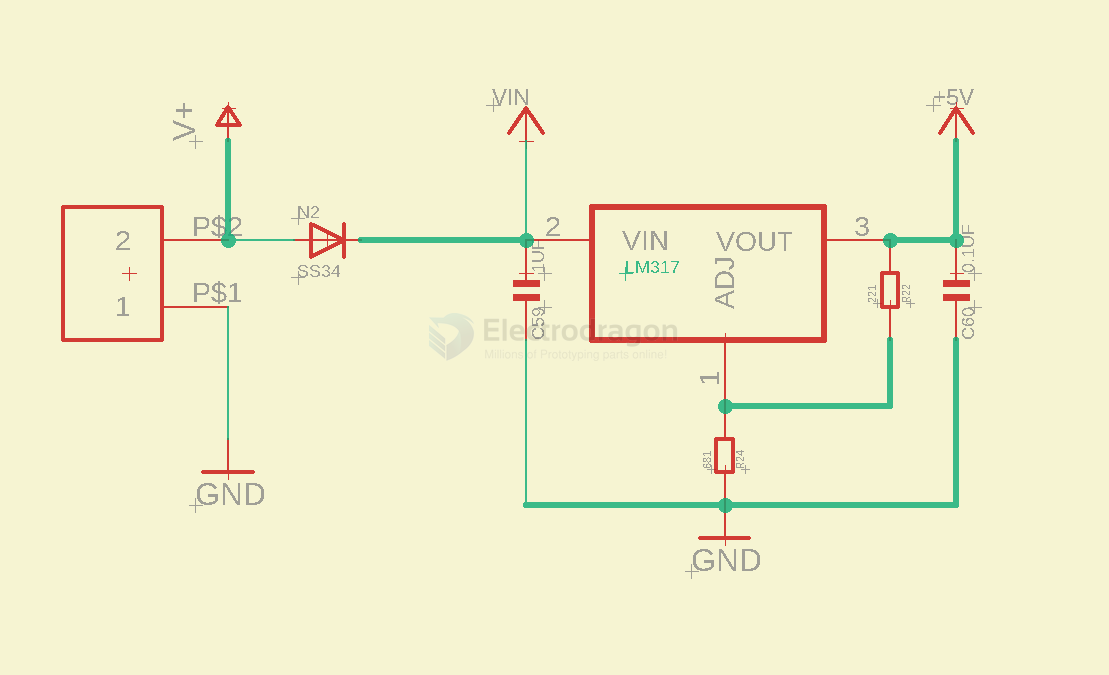 VIN
+5V
V+
N2
P$2
2
2
3
VIN
VOUT
1UF
0.1UF
LM317
SS34
ADJ
P$1
221
R22
1
C59
C60
Electrodragon
Millions of Prototyping parts online!
1
681
R24
GND
GND